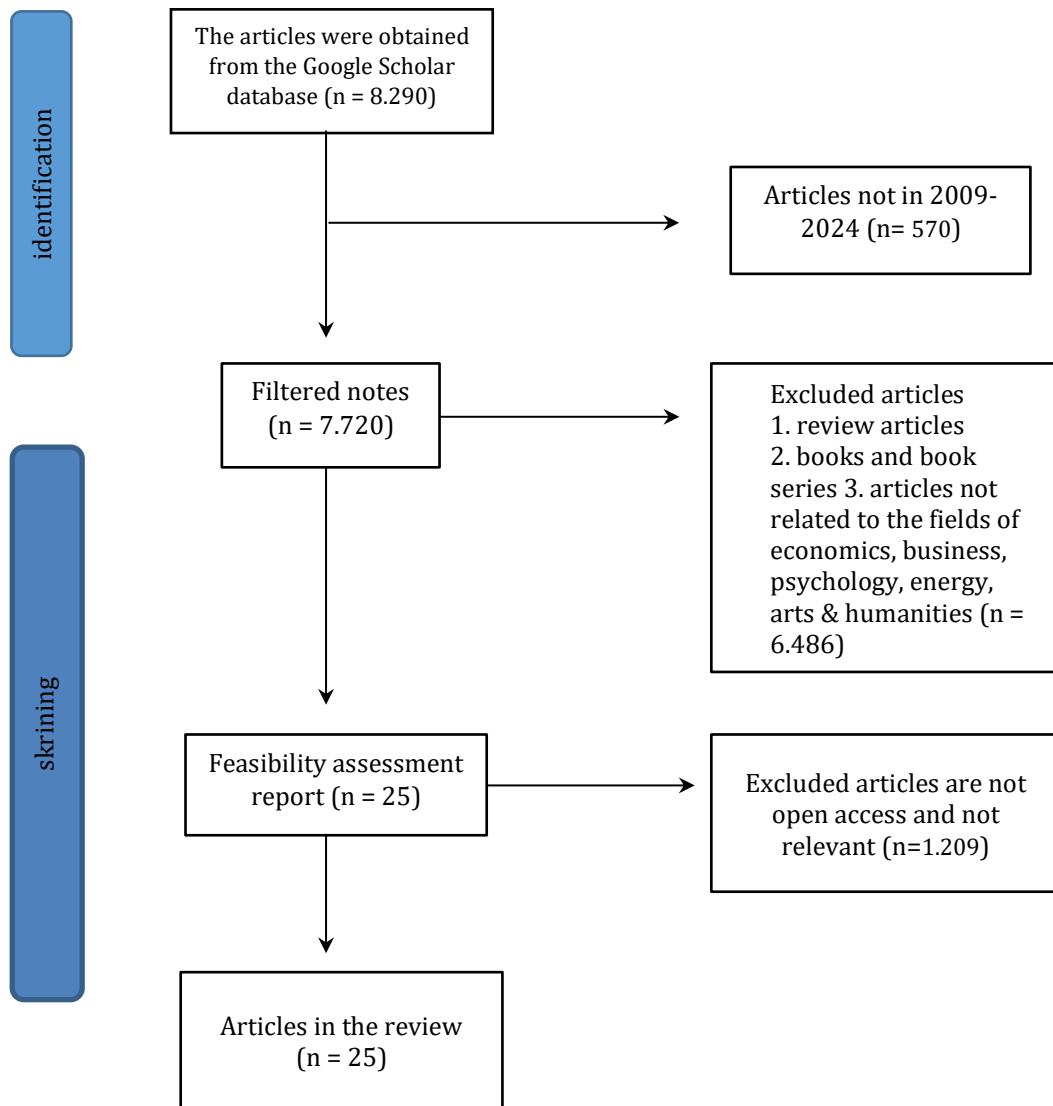 identification
The articles were obtained
from the Google Scholar
database (n = 8.290)
Articles not in 2009-
2024 (n= 570)
Filtered notes
(n = 7.720)
Excluded articles
1. review articles
2. books and book
series 3. articles not
related to the fields of
economics, business,
psychology, energy,
arts & humanities (n =
6.486)
skrining
Feasibility assessment
report (n = 25)
Excluded articles are not
open access and not
relevant (n=1.209)
Articles in the review
(n = 25)